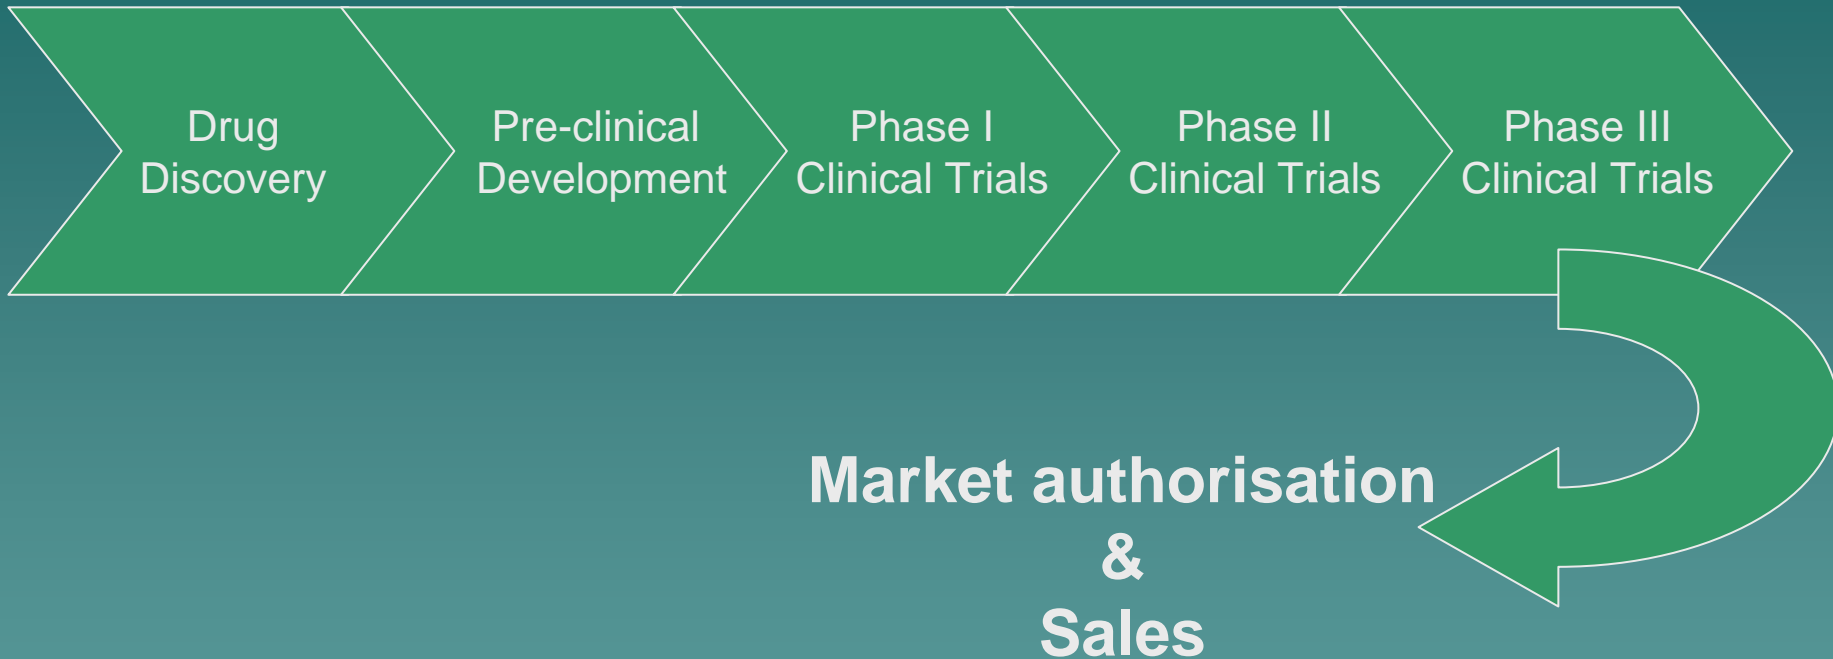 Drug
Discovery
Pre-clinical
Development
Phase I
Clinical Trials
Phase II
Clinical Trials
Phase III
Clinical Trials
Market authorisation
&
Sales